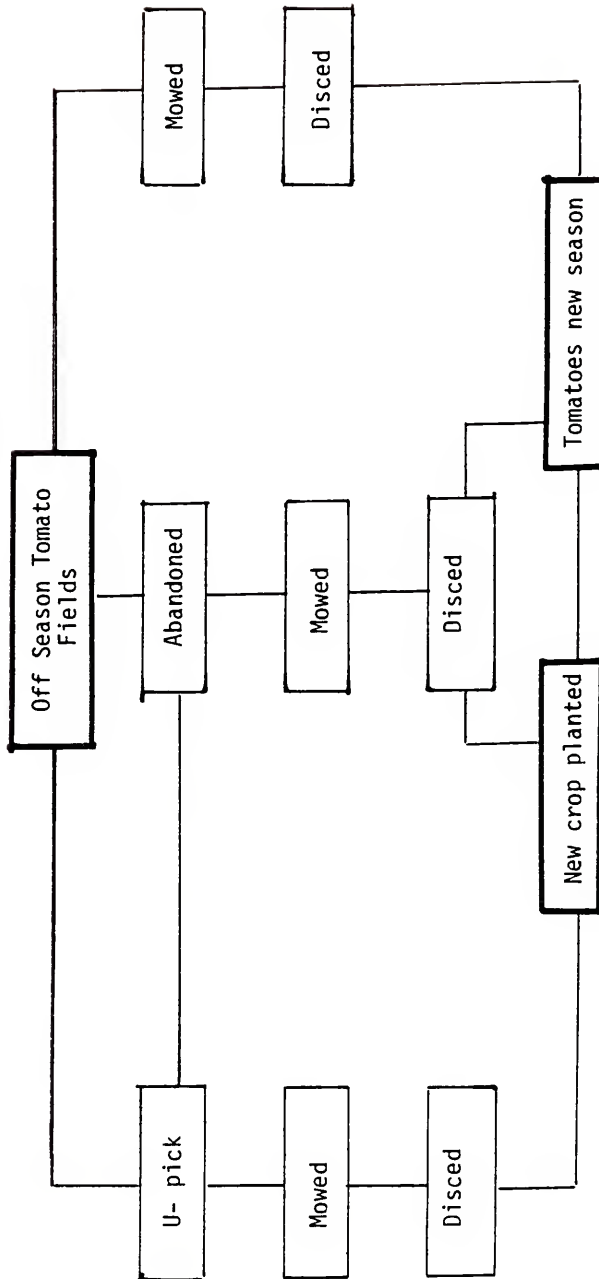 Off Season Tomato
Fields
U- pick
Abandoned
Mowed
Mowed
Mowed
Disced
Disced
Disced
New crop planted
Tomatoes new season